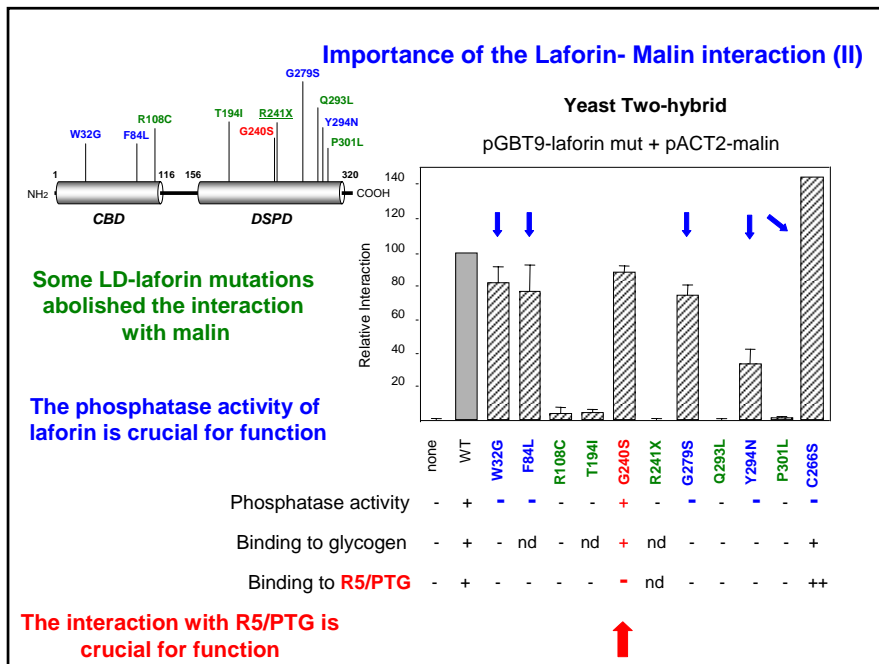 Importance of the Laforin- Malin interaction (II)
G279S
Q293L
R108C
T194I
R241X
Y294N
W32G
F84L
G240S
P301L
1
116
156
320
NH2
COOH
CBD
DSPD
Yeast Two-hybrid
pGBT9-laforin mut + pACT2-malin
Some LD-laforin mutations
abolished the interaction
with malin
The phosphatase activity of
laforin is crucial for function
Relative Interaction
140
120
100
80
60
40
20
none WT W32G F84L R108C T194I G240S R241X G279S Q293L Y294N P301L C266S
Phosphatase activity - + - - - - + - - - - - -
Binding to glycogen - + - nd - nd + nd - - - - +
Binding to R5/PTG - + - - - - - nd - - - - ++
The interaction with R5/PTG is
crucial for function